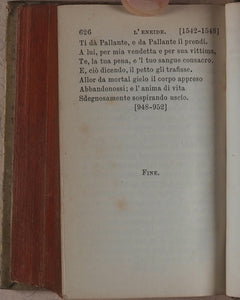 626 L'ENEIDE. [1542-1548]
Ti dà Pallante, e da Pallante il prendi.
A lui, per mia vendetta e per sua vittima,
Te, la tua pena, e 'l tuo sangue consacro.
E, ciò dicendo, il petto gli trafisse.
Allor da mortal gielo il corpo appreso
Abbandonossi; e l'anima di vita
Sdegnosamente sospirando uscío.
[948-952]
FINE.